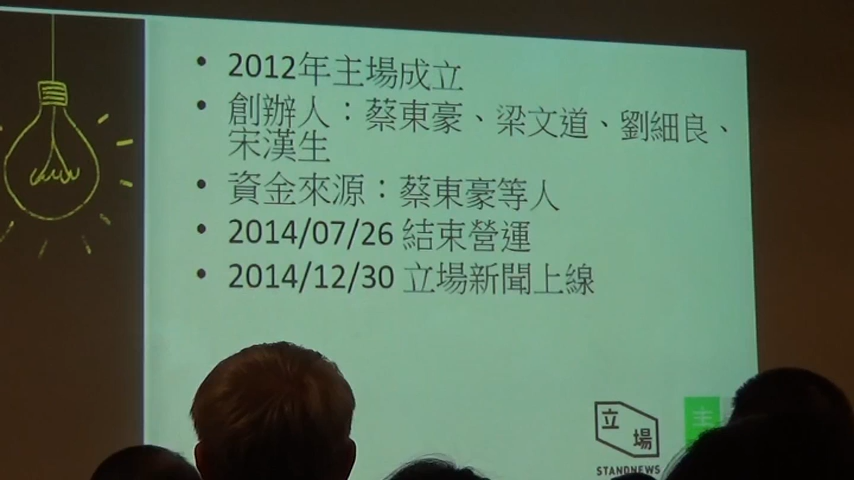 • 2012年主場成立
• 創辦人：蔡東豪、梁文道、劉細良、
宋漢生
• 資金來源：蔡東豪等人
• 2014/07/26 結束營運
• 2014/12/30 立場新聞上線
立
場
STANDNEWS